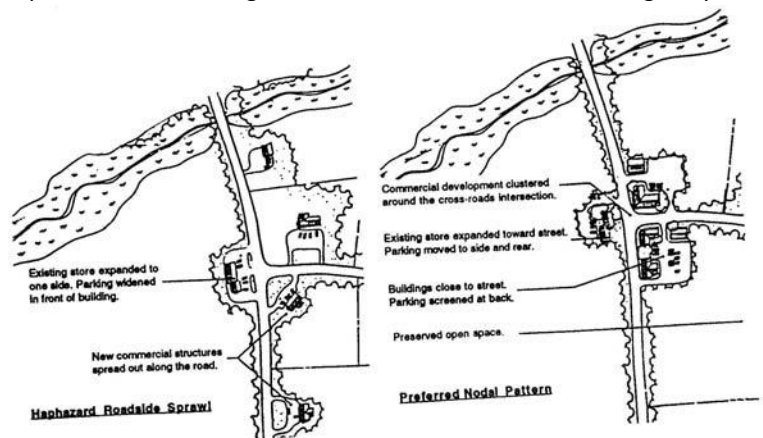 Existing store expanded to
one side. Parking widened
in front of building.
New commercial structures
spread out along the road.
Haphazard Roadside Sprawl
Commercial development clustered
around the cross-roads intersection.
Existing store expanded toward street.
Parking moved to side and rear.
Buildings close to street.
Parking screened at back.
Preserved open space.
Preferred Nodal Pattern